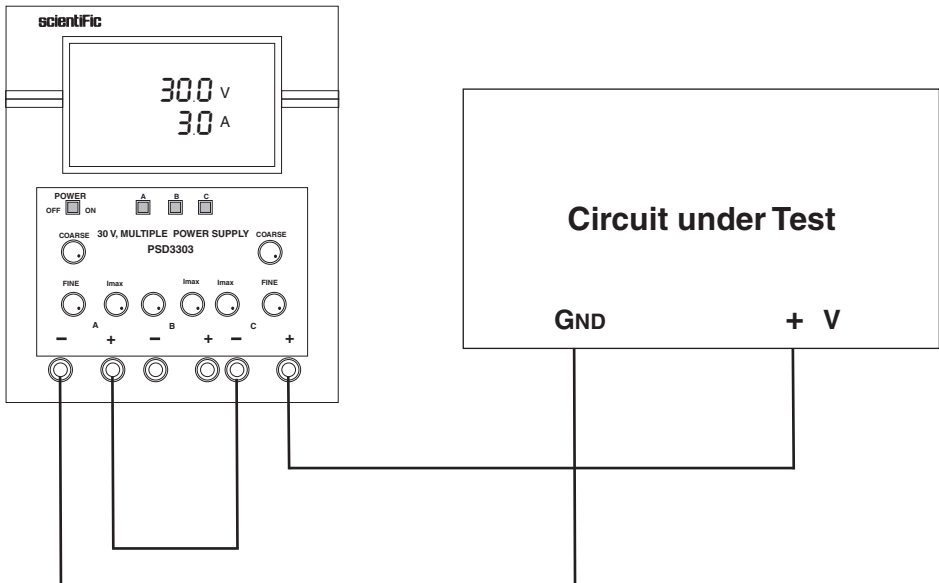 scientiFic
30.0 V
3.0 A
POWER
OFF ON
A B C
COARSE 30 V, MULTIPLE POWER SUPPLY COARSE
PSD3303
FINE Imax Imax Imax FINE
A B C
− + − + − +
Circuit under Test
GND + V